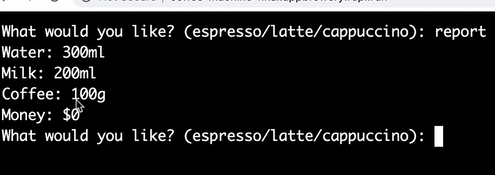 What would you like? (espresso/latte/cappuccino): report
Water: 300ml
Milk: 200ml
Coffee: 100g
Money: $0
What would you like? (espresso/latte/cappuccino):